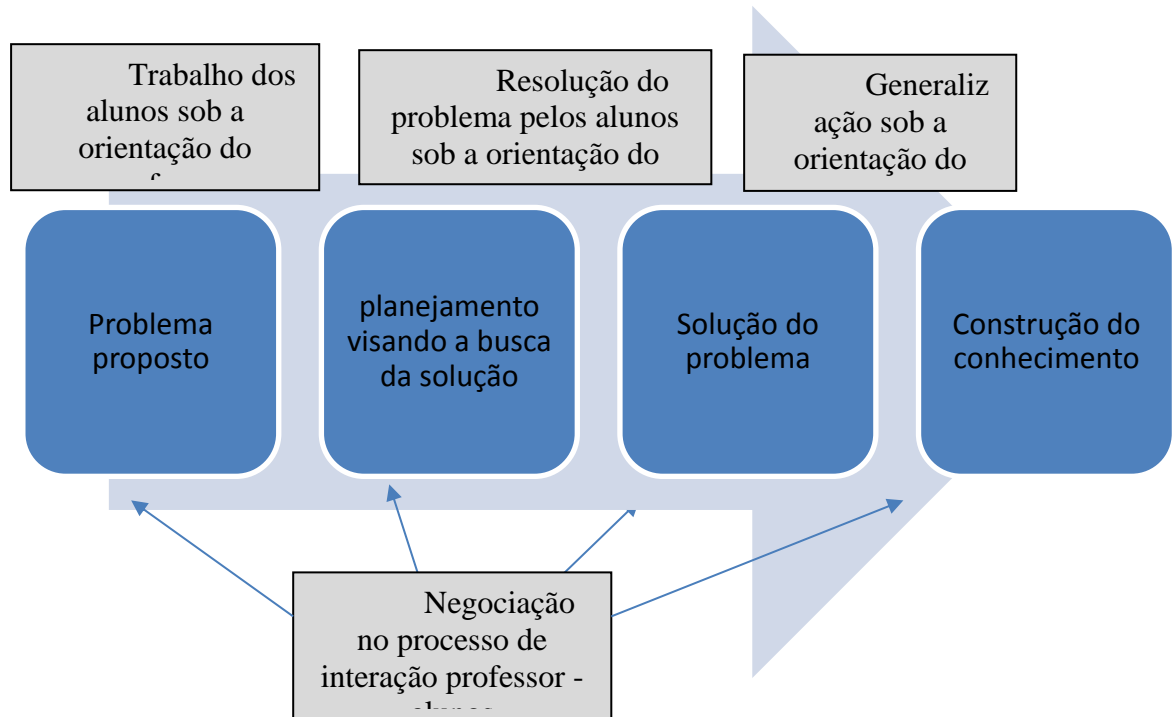 Trabalho dos
alunos sob a
orientação do
Resolução do
problema pelos alunos
sob a orientação do
Generaliz
ação sob a
orientação do
Problema
proposto
planejamento
visando a busca
da solução
Solução do
problema
Construção do
conhecimento
Negociação
no processo de
interação professor -